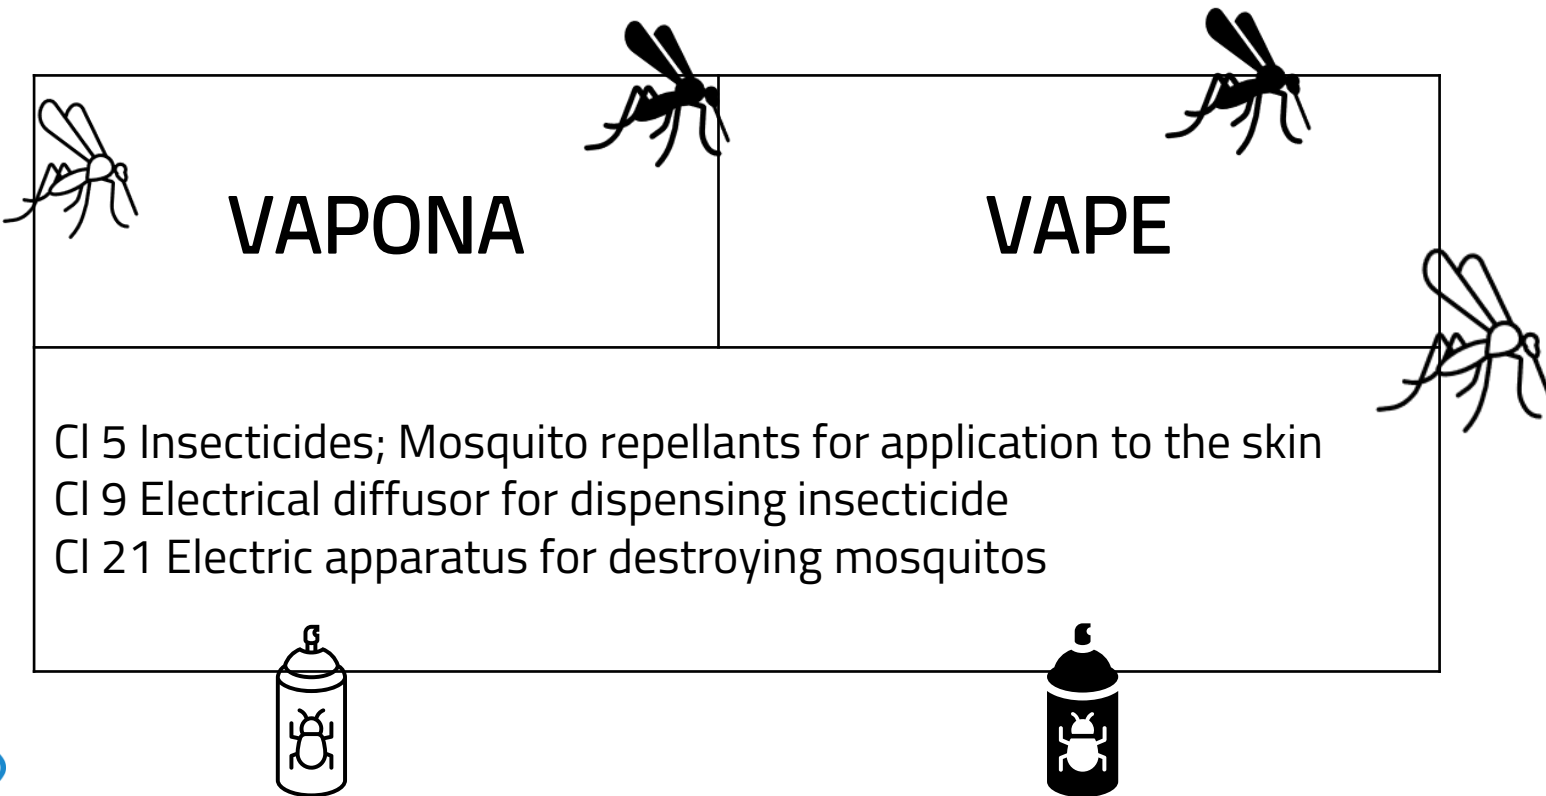 VAPONA
VAPE
Cl 5 Insecticides; Mosquito repellants for application to the skin
Cl 9 Electrical diffusor for dispensing insecticide
Cl 21 Electric apparatus for destroying mosquitos